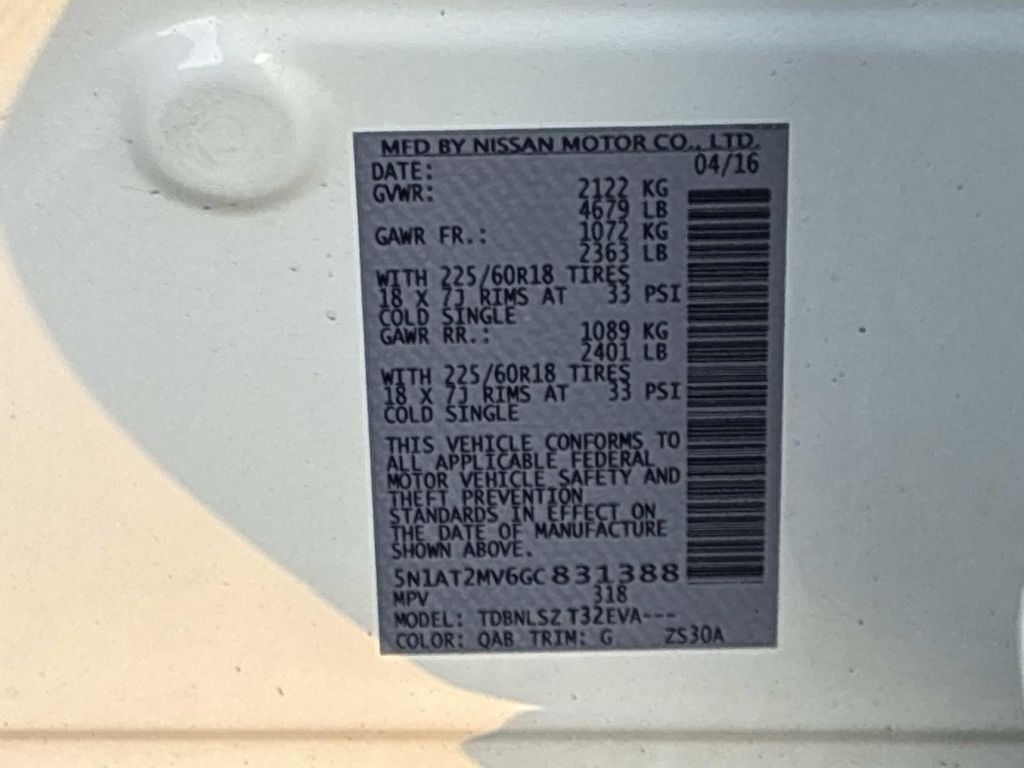 MFD BY NISSAN MOTOR CO., LTD.
DATE: 04/16
GVWR: 2122 KG
4679 LB
GAWR FR.: 1072 KG
2363 LB
WITH 225/60R18 TIRES
18 X 7J RIMS AT 33 PSI
COLD SINGLE
GAWR RR.: 1089 KG
2401 LB
WITH 225/60R18 TIRES
18 X 7J RIMS AT 33 PSI
COLD SINGLE
THIS VEHICLE CONFORMS TO
ALL APPLICABLE FEDERAL
MOTOR VEHICLE SAFETY AND
THEFT PREVENTION
STANDARDS IN EFFECT ON
THE DATE OF MANUFACTURE
SHOWN ABOVE.
5N1AT2MV6GC831388
MPV 318
MODEL: TDBNLSZ T32EVA---
COLOR: QAB TRIM: G ZS30A